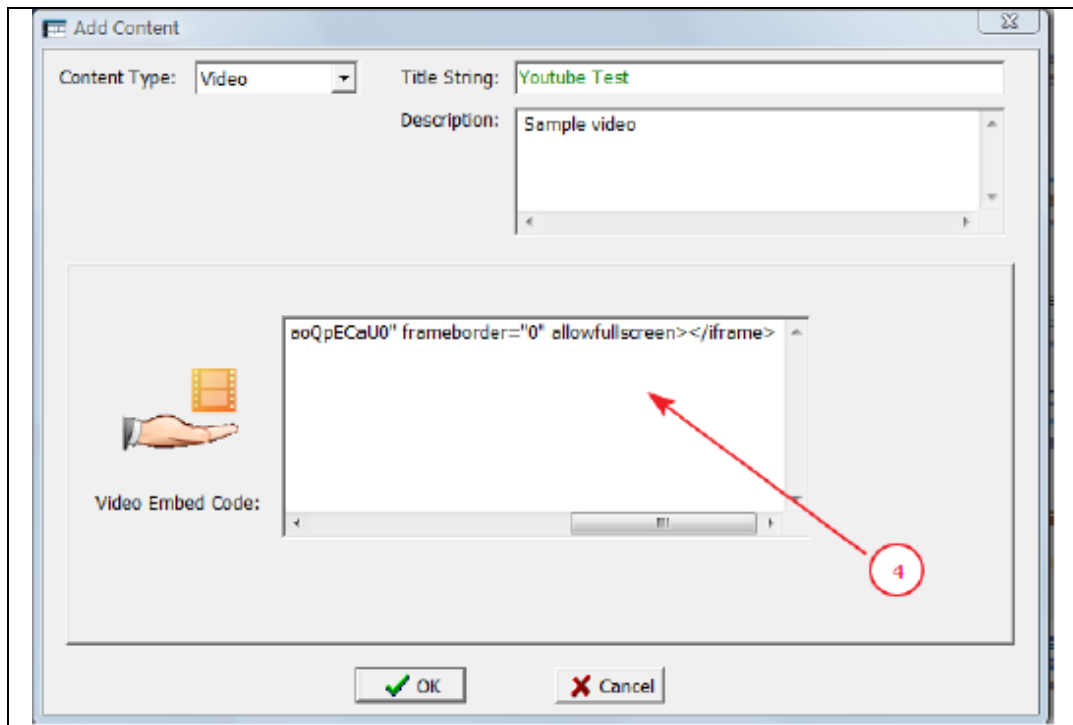 Add Content
Content Type: Video Title String: Youtube Test
Description: Sample video
aoQpECaU0" frameborder="0" allowfullscreen></iframe>
Video Embed Code:
4
OK Cancel